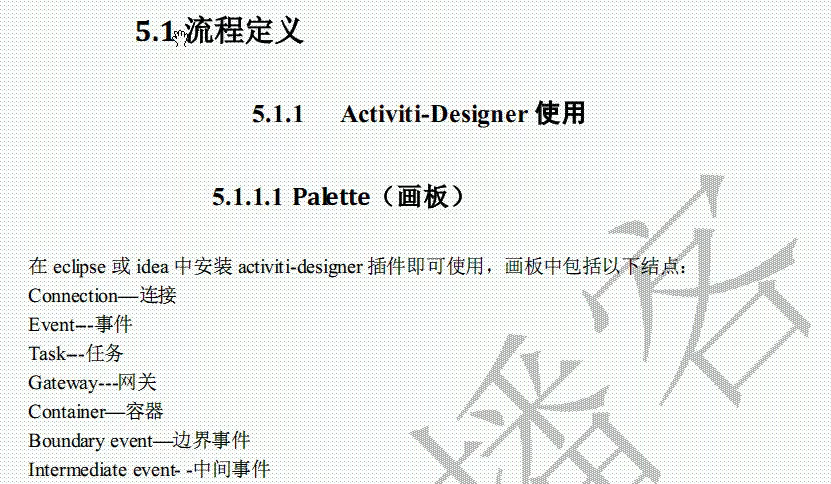 5.1 流程定义
5.1.1 Activiti-Designer 使用
5.1.1.1 Palette（画板）
在 eclipse 或 idea 中安装 activiti-designer 插件即可使用，画板中包括以下结点：
Connection—连接
Event---事件
Task---任务
Gateway---网关
Container—容器
Boundary event—边界事件
Intermediate event- -中间事件
播客